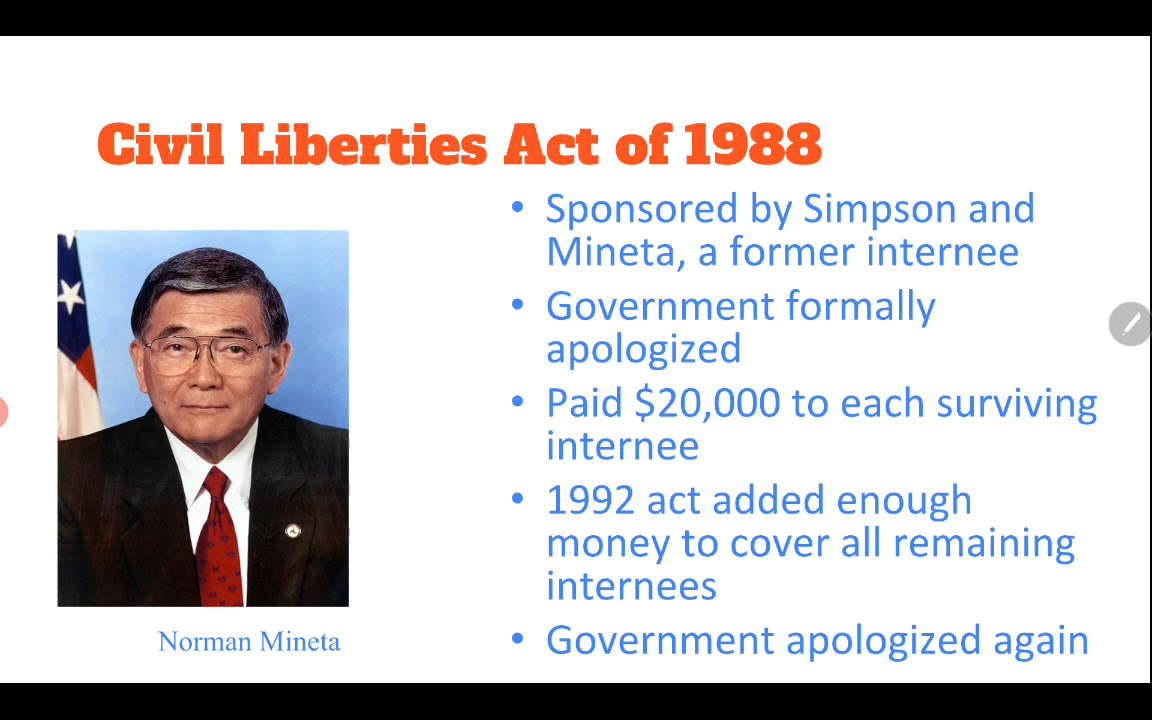 Civil Liberties Act of 1988
• Sponsored by Simpson and
Mineta, a former internee
• Government formally
apologized
• Paid $20,000 to each surviving
internee
• 1992 act added enough
money to cover all remaining
internees
• Government apologized again
Norman Mineta